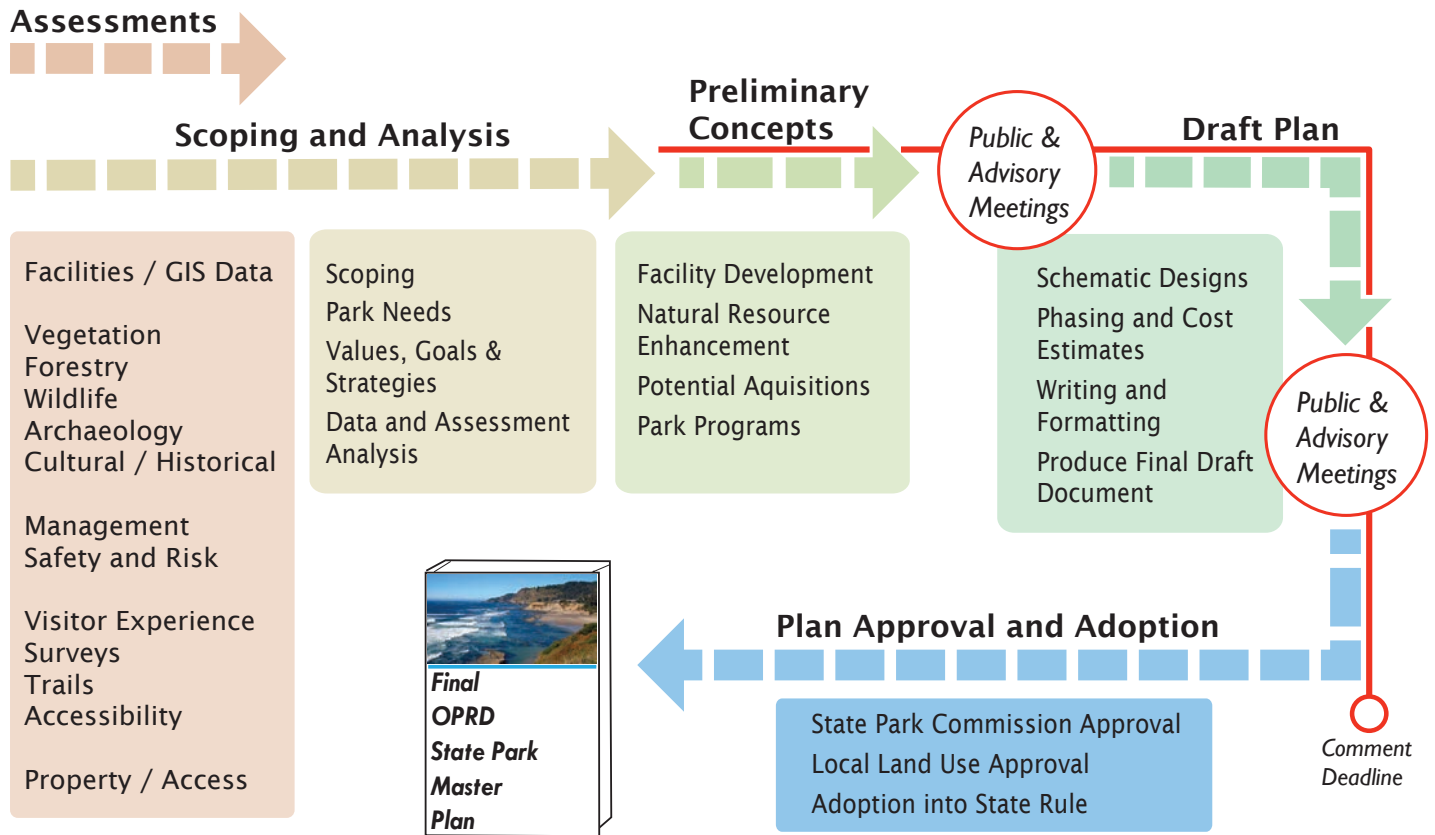 Assessments
Scoping and Analysis
Preliminary
Concepts
Public &
Advisory
Meetings
Draft Plan
Facilities / GIS Data
Vegetation
Forestry
Wildlife
Archaeology
Cultural / Historical
Management
Safety and Risk
Visitor Experience
Surveys
Trails
Accessibility
Property / Access
Scoping
Park Needs
Values, Goals &
Strategies
Data and Assessment
Analysis
Facility Development
Natural Resource
Enhancement
Potential Aquisitions
Park Programs
Schematic Designs
Phasing and Cost
Estimates
Writing and
Formatting
Produce Final Draft
Document
Public &
Advisory
Meetings
Comment
Deadline
Plan Approval and Adoption
State Park Commission Approval
Local Land Use Approval
Adoption into State Rule
Final
OPRD
State Park
Master
Plan